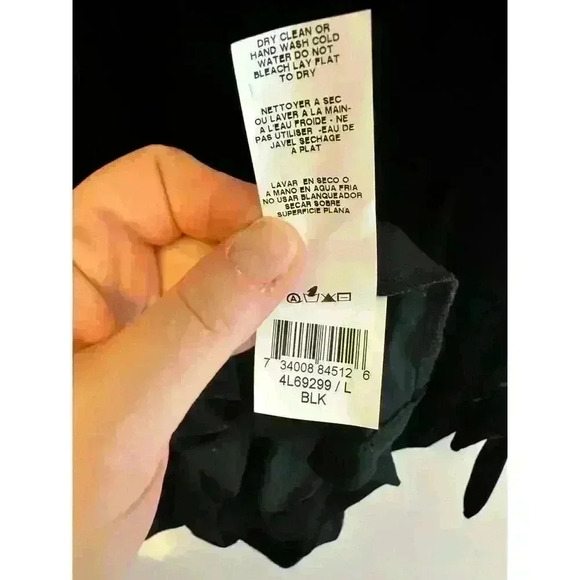 DRY CLEAN OR
HAND WASH COLD
WATER DO NOT
BLEACH LAY FLAT
TO DRY
NETTOYER A SEC
OU LAVER A LA MAIN-
A L'EAU FROIDE - NE
PAS UTILISER -EAU DE
JAVEL SECHAGE
A PLAT
LAVAR EN SECO O
A MANO EN AGUA FRIA
NO USAR BLANQUEADOR
SECAR SOBRE
SUPERFICIE PLANA
A
7 34008 84512 6
4L69299 / L
BLK